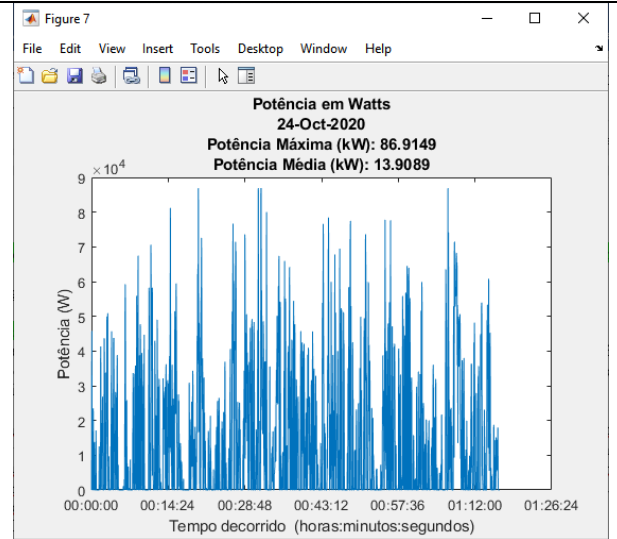 Figure 7
File Edit View Insert Tools Desktop Window Help
Potência em Watts
24-Oct-2020
Potência Máxima (kW): 86.9149
Potência Média (kW): 13.9089
×10⁴
9
8
7
6
5
4
3
2
1
0
Potência (W)
00:00:00 00:14:24 00:28:48 00:43:12 00:57:36 01:12:00 01:26:24
Tempo decorrido (horas:minutos:segundos)